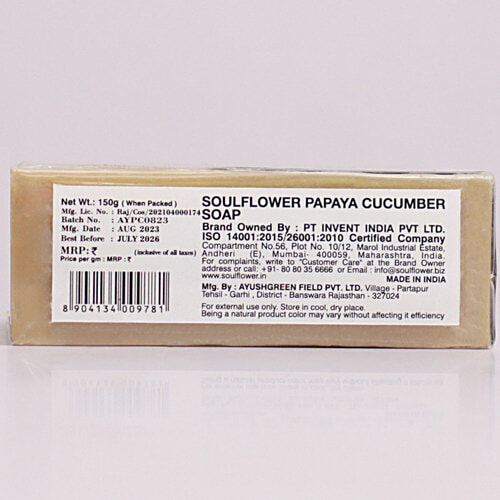 Net Wt.: 150g ( When Packed )
Mfg. Lic. No. : Raj/Cos/202104000174
Batch No. : AYPC0823
Mfg. Date : AUG 2023
Best Before : JULY 2026
MRP: ₹ (inclusive of all taxes)
Price per gm : MRP : ₹
8 904134 009781
SOULFLOWER PAPAYA CUCUMBER
SOAP
Brand Owned By : PT INVENT INDIA PVT LTD.
ISO 14001:2015/26001:2010 Certified Company
Compartment No.56, Plot No. 10/12, Marol Industrial Estate,
Andheri (E), Mumbai- 400059, Maharashtra, India.
For complaints, write to "Customer Care" at the Brand Owner
address or call : +91- 80 80 35 6666 or Email : info@soulflower.biz
www.soulflower.in
MADE IN INDIA
Mfg. By : AYUSHGREEN FIELD PVT. LTD. Village - Partapur
Tehsil - Garhi , District - Banswara Rajasthan - 327024
For external use only. Store in cool, dry place.
Being a natural product color may vary without affecting it efficiency